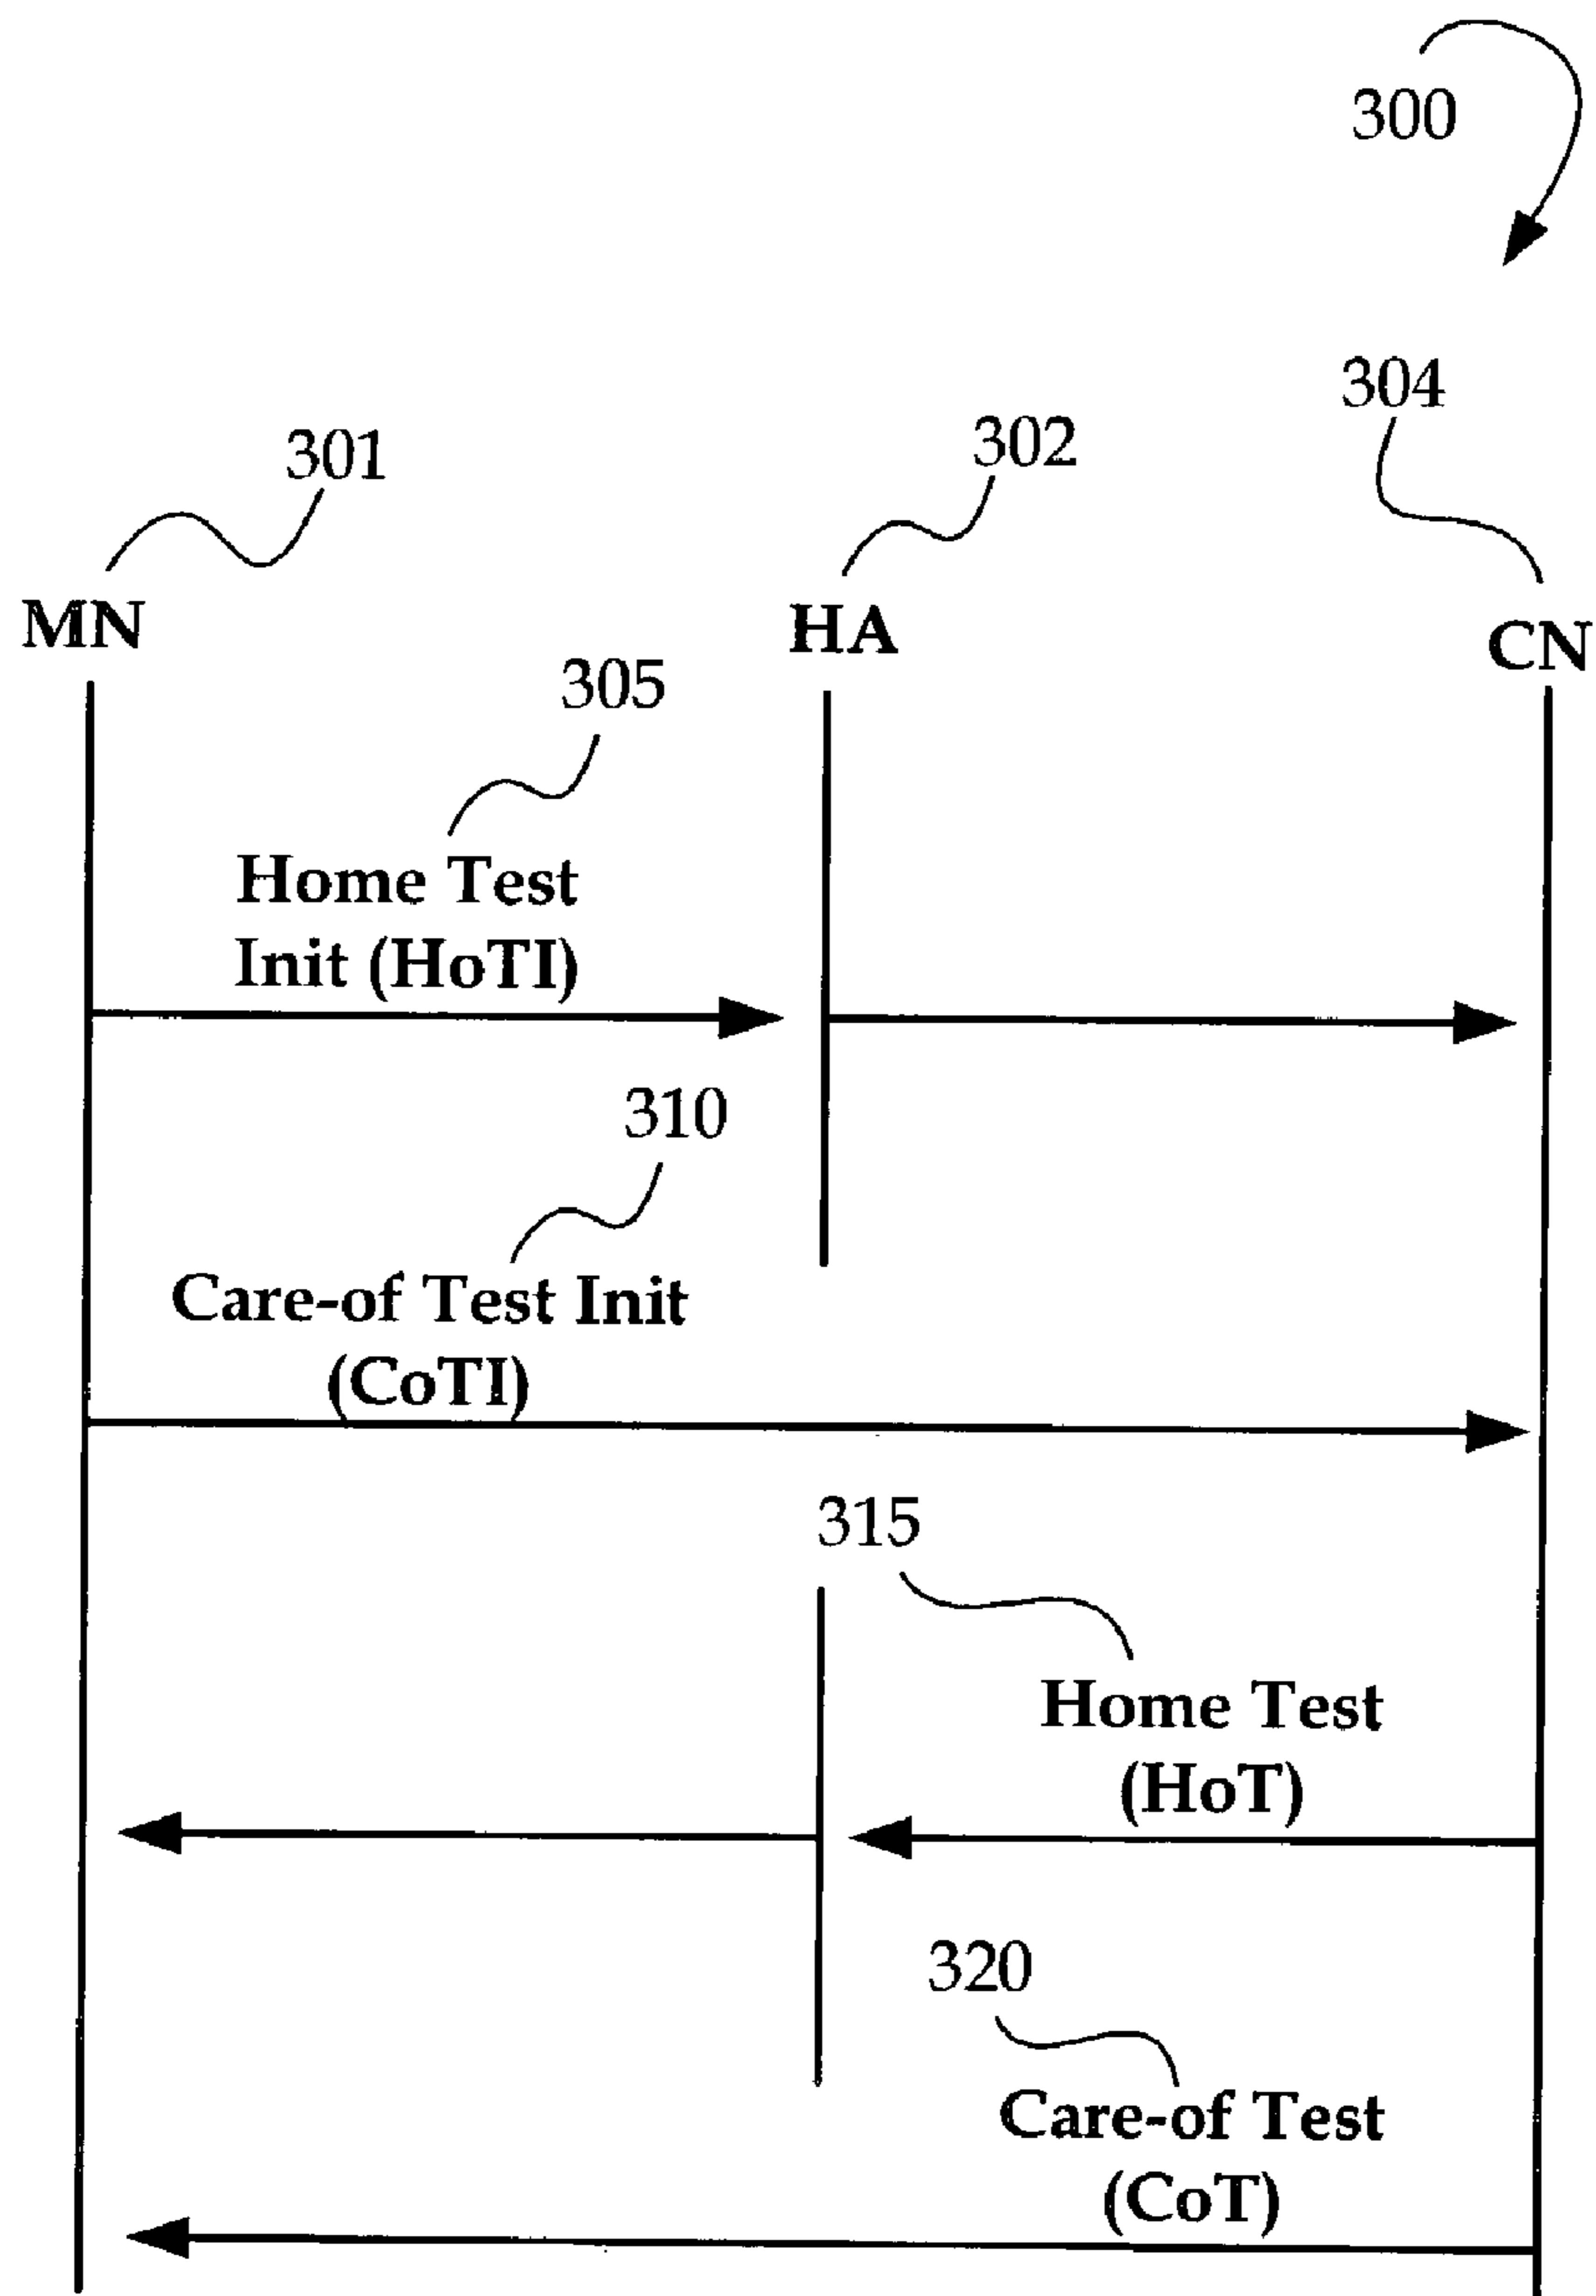 300
304
302
301
MN
HA
CN
305
Home Test
Init (HoTI)
310
Care-of Test Init
(CoTI)
315
Home Test
(HoT)
320
Care-of Test
(CoT)